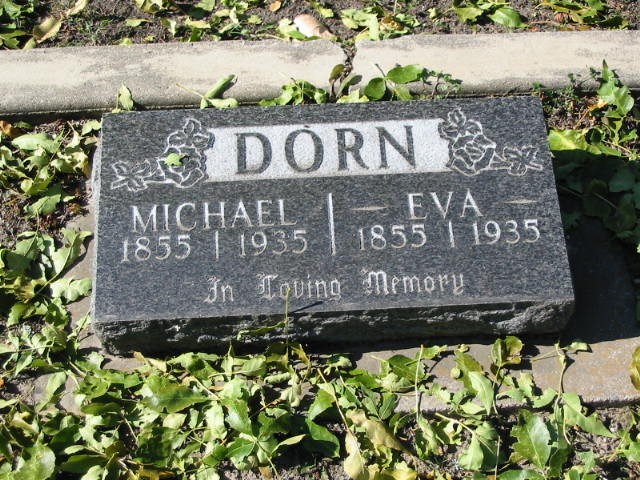 DORN
MICHAEL — EVA —
1855 | 1935 1855 | 1935
In Loving Memory